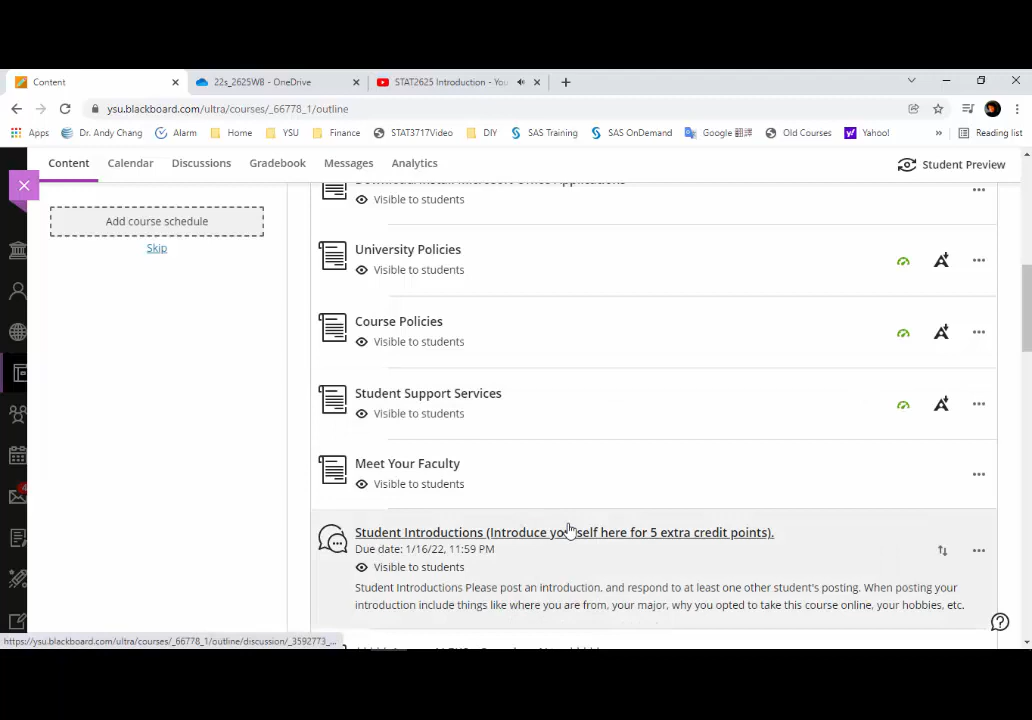 Content
22s_2625WB - OneDrive
STAT2625 Introduction - You
ysu.blackboard.com/ultra/courses/_66778_1/outline
Apps
Dr. Andy Chang
Alarm
Home
YSU
Finance
STAT3717Video
DIY
SAS Training
SAS OnDemand
Google 翻譯
Old Courses
Yahoo!
»
Reading list
Content
Calendar
Discussions
Gradebook
Messages
Analytics
Student Preview
Add course schedule
Skip
Download/Install Microsoft Office Applications
Visible to students
University Policies
Visible to students
Course Policies
Visible to students
Student Support Services
Visible to students
Meet Your Faculty
Visible to students
Student Introductions (Introduce yourself here for 5 extra credit points).
Due date: 1/16/22, 11:59 PM
Visible to students
Student Introductions Please post an introduction, and respond to at least one other student's posting. When posting your
introduction include things like where you are from, your major, why you opted to take this course online, your hobbies, etc.
https://ysu.blackboard.com/ultra/courses/_66778_1/outline/discussion/_3592773_...